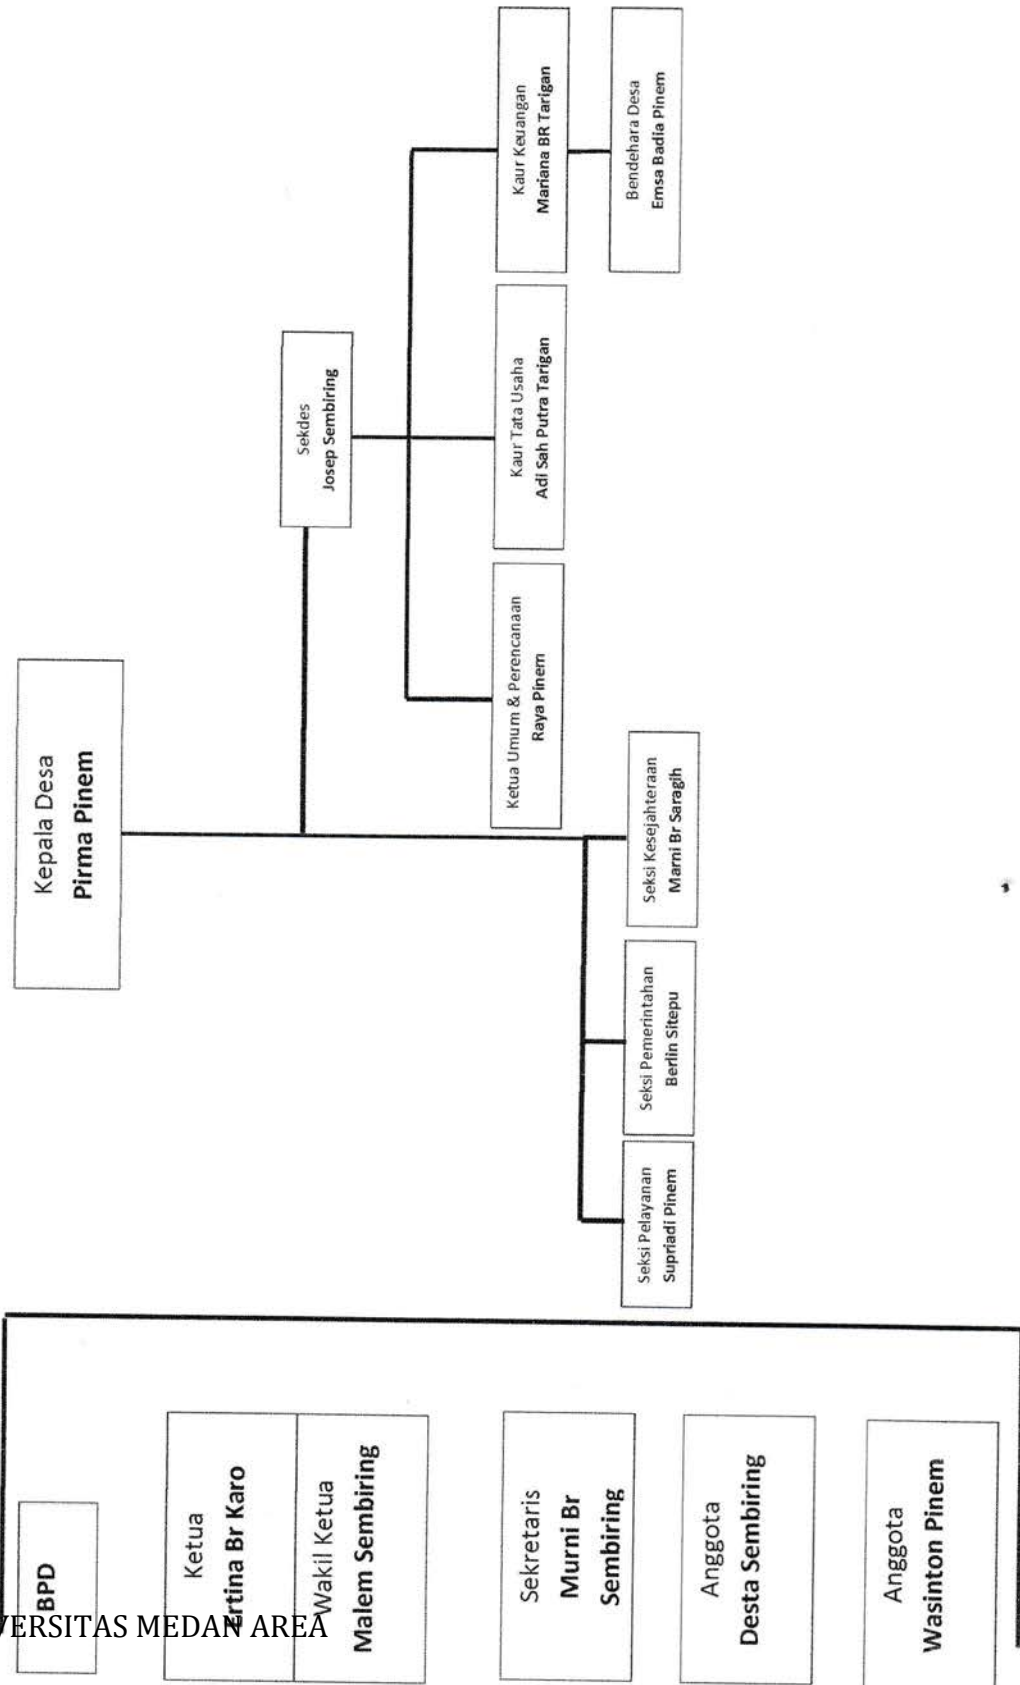 Kepala Desa
Pirma Pinem
Sekdes
Josep Sembiring
Ketua Umum & Perencanaan
Raya Pinem
Kaur Tata Usaha
Adi Sah Putra Tarigan
Kaur Keuangan
Mariana BR Tarigan
Bendehara Desa
Emsa Badia Pinem
Seksi Pelayanan
Supriadi Pinem
Seksi Pemerintahan
Berlin Sitepu
Seksi Kesejahteraan
Marni Br Saragih
BPD
Ketua
Ertina Br Karo
Wakil Ketua
Malem Sembiring
Sekretaris
Murni Br
Sembiring
Anggota
Desta Sembiring
Anggota
Wasinton Pinem
VERSITAS MEDAN AREA